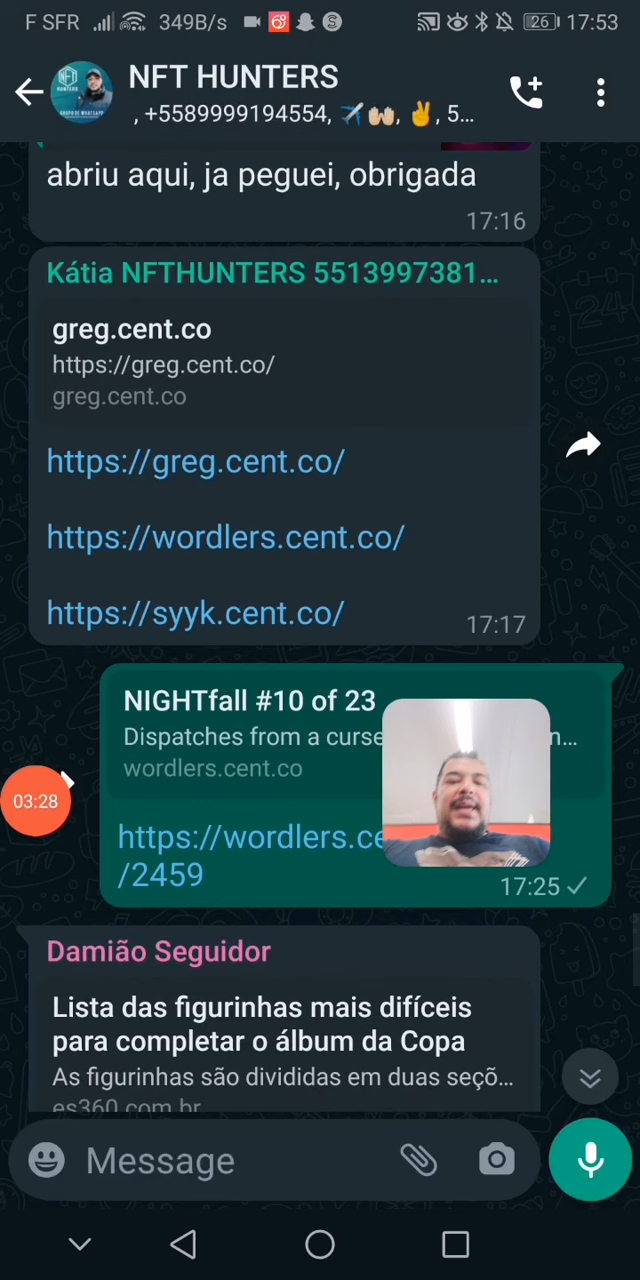 F SFR 349B/s 26 17:53
NFT HUNTERS
, +5589999194554, ✈️🙌🏼, ✌️, 5...
abriu aqui, ja peguei, obrigada
17:16
Kátia NFTHUNTERS 5513997381...
greg.cent.co
https://greg.cent.co/
greg.cent.co
https://greg.cent.co/
https://wordlers.cent.co/
https://syyk.cent.co/
17:17
NIGHTfall #10 of 23
Dispatches from a curse n...
wordlers.cent.co
03:28
https://wordlers.ce
/2459
17:25
Damião Seguidor
Lista das figurinhas mais difíceis
para completar o álbum da Copa
As figurinhas são divididas em duas seçõ...
es360.com.br
Message